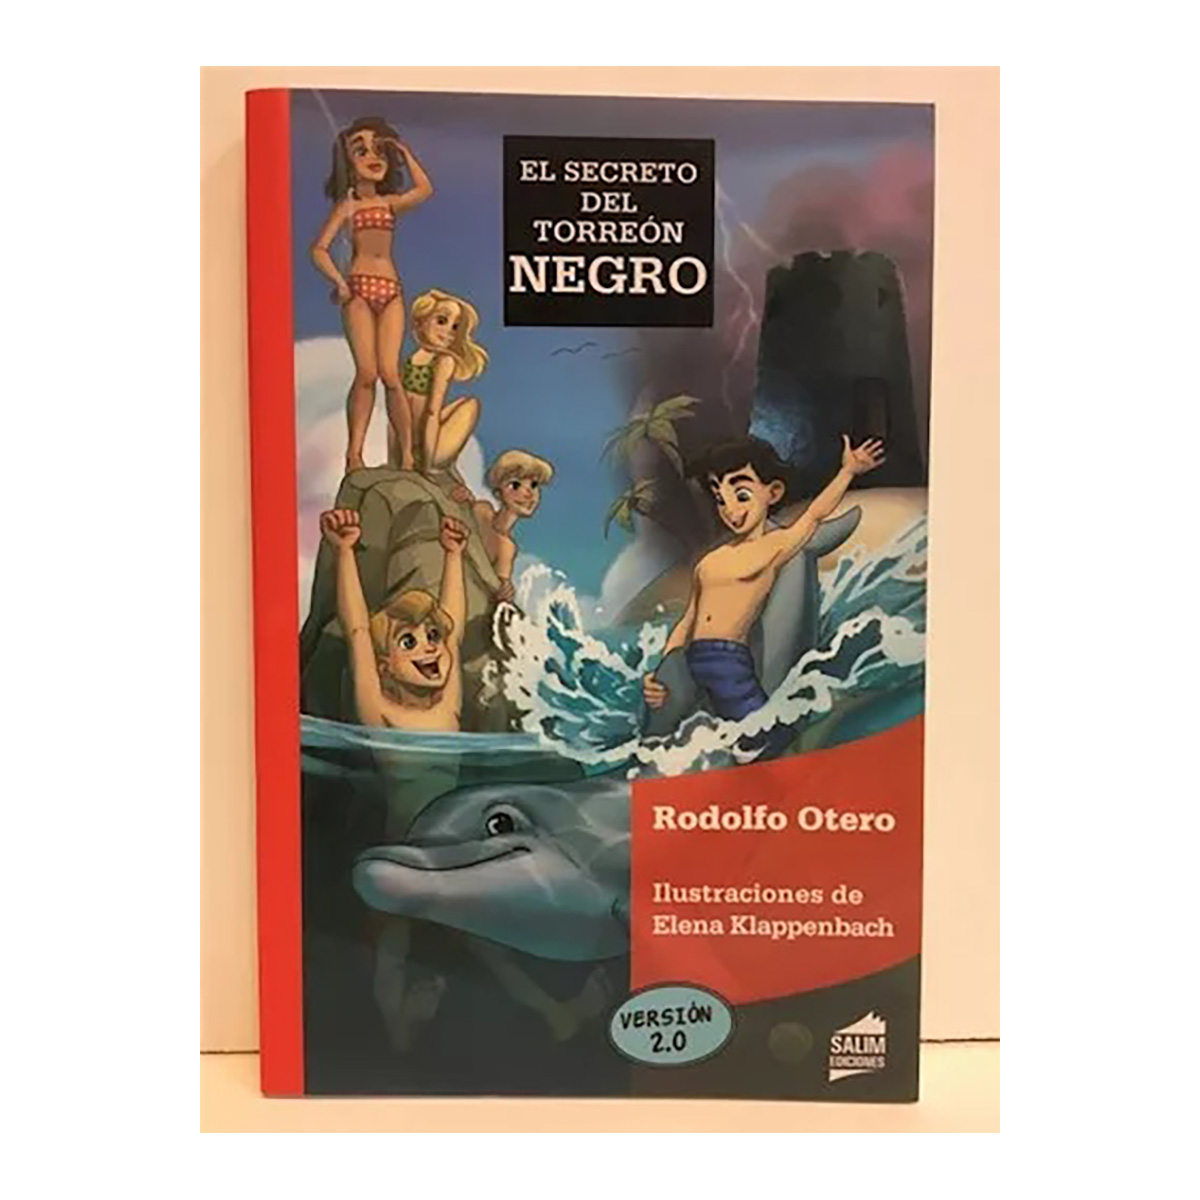 EL SECRETO
DEL
TORREÓN
NEGRO
Rodolfo Otero
Ilustraciones de
Elena Klappenbach
VERSIÓN
2.0
SALIM
EDICIONES